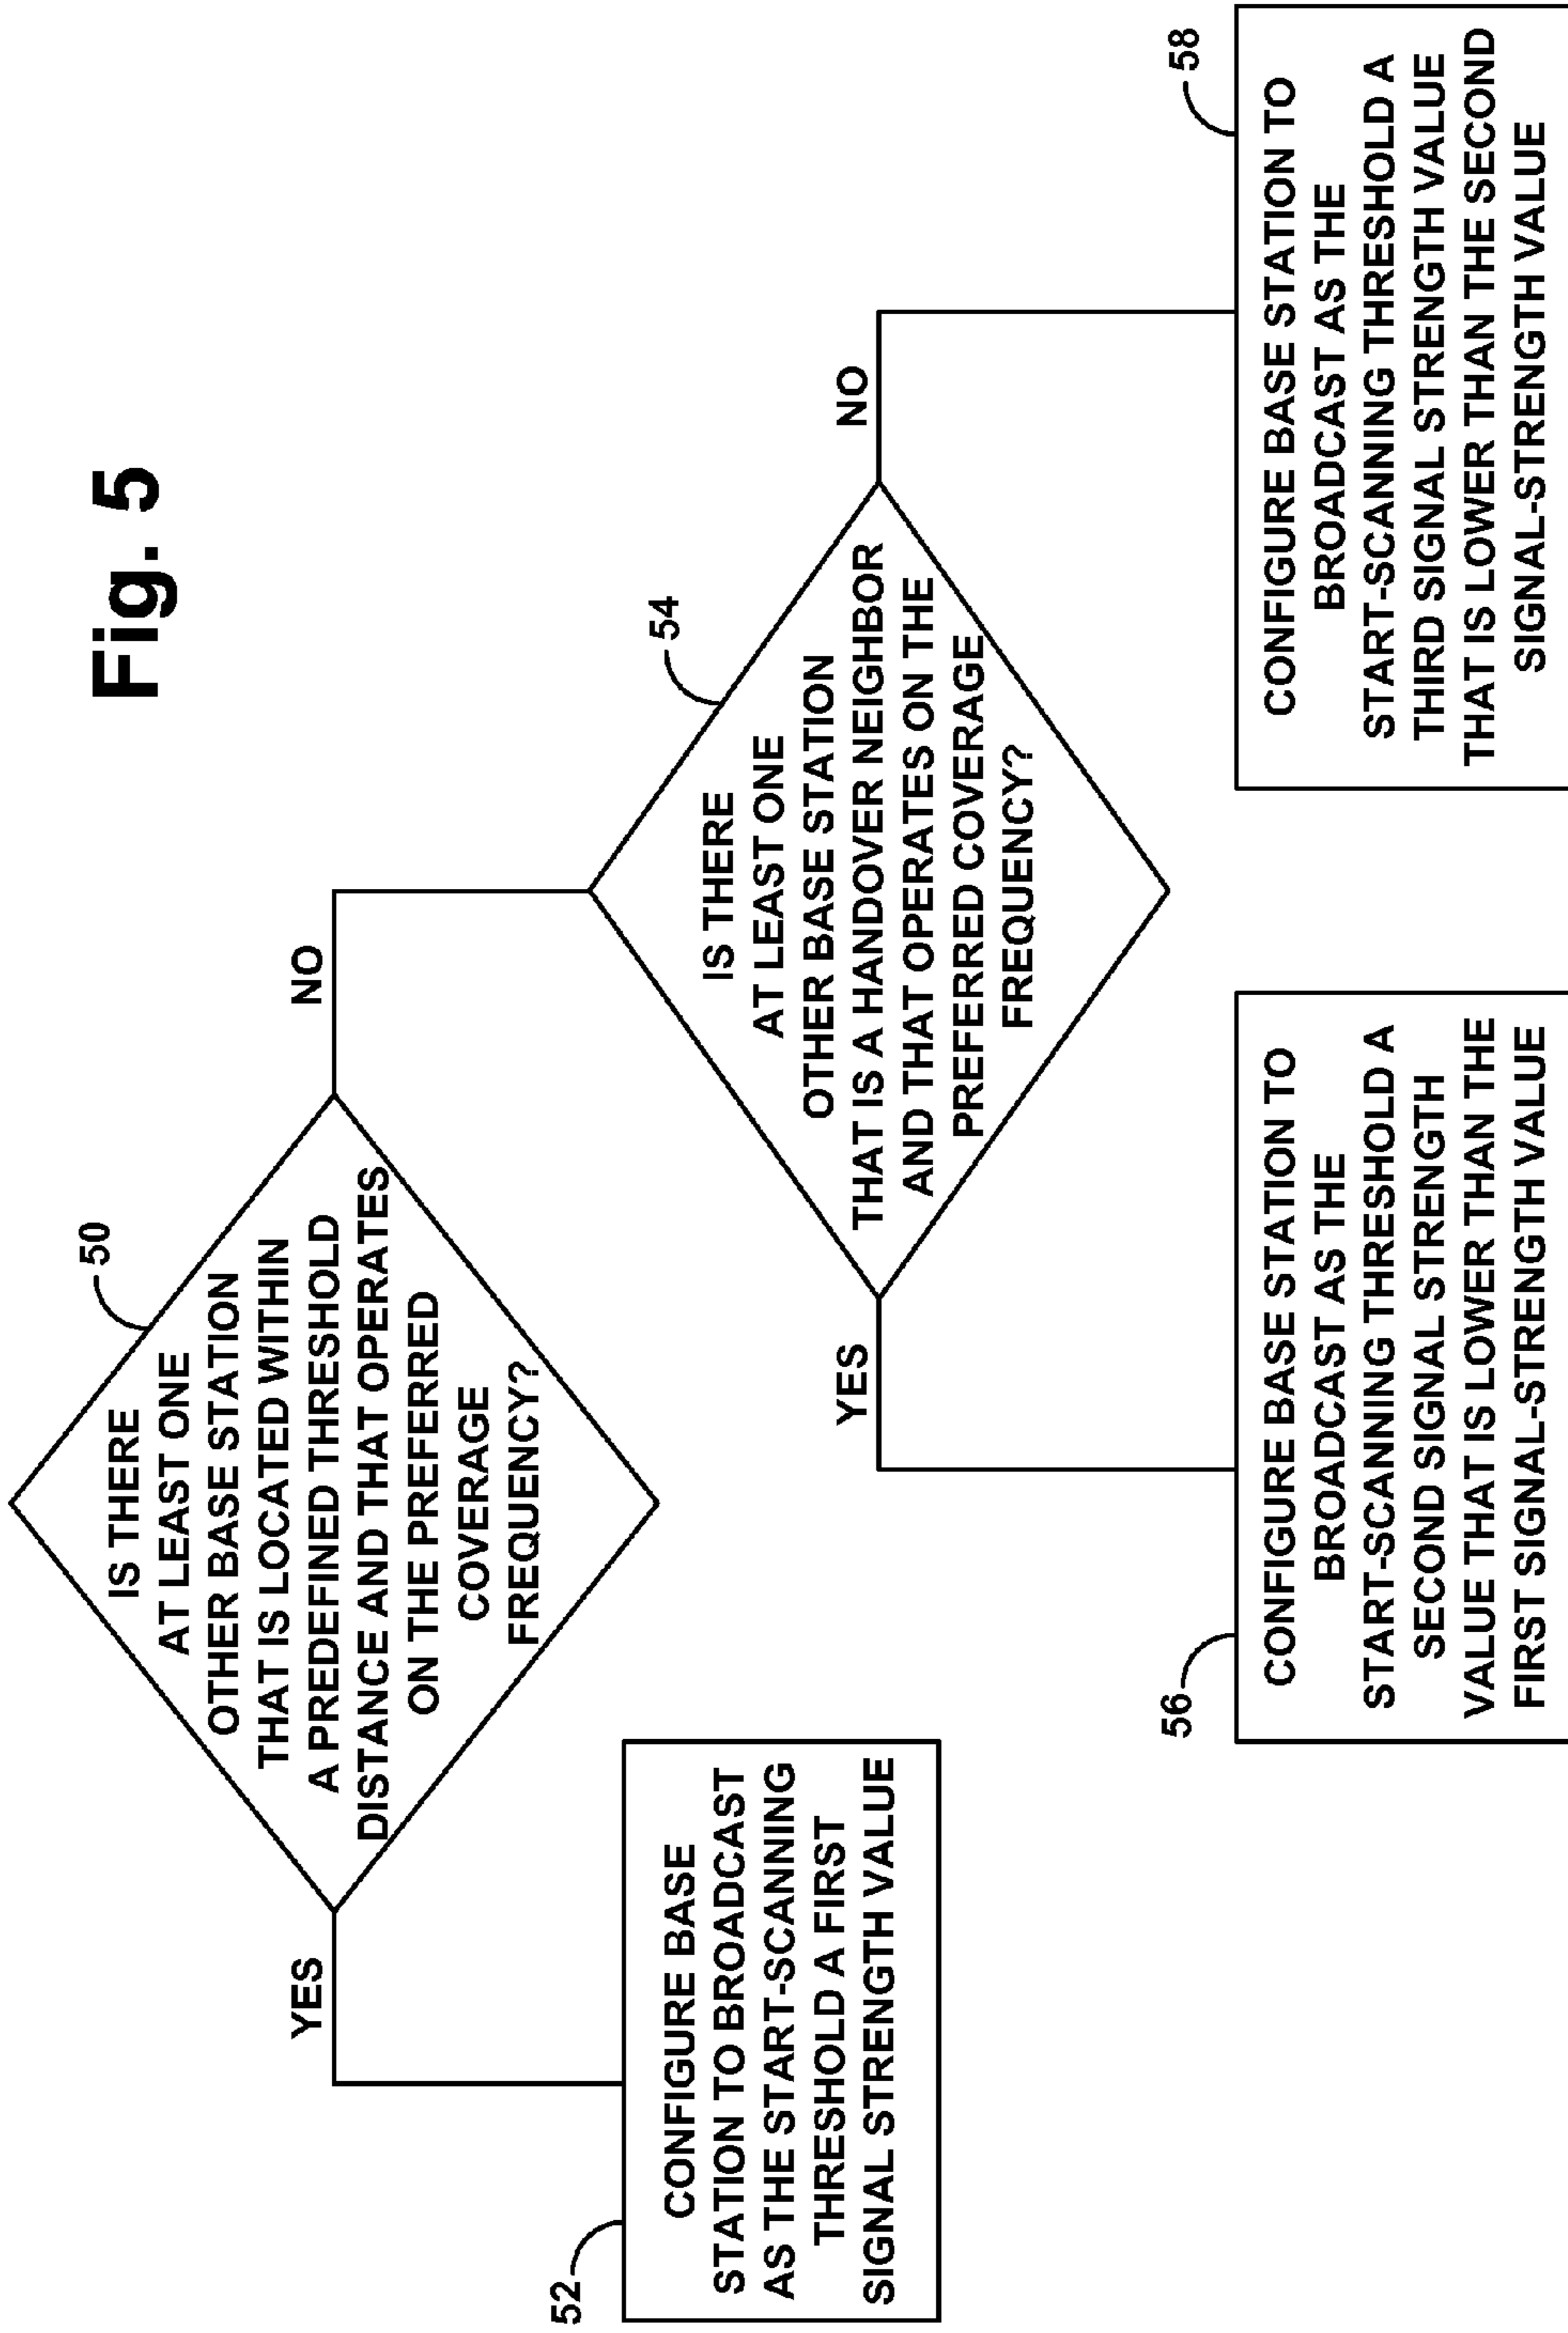 Fig. 5
50
IS THERE
AT LEAST ONE
OTHER BASE STATION
THAT IS LOCATED WITHIN
A PREDEFINED THRESHOLD
DISTANCE AND THAT OPERATES
ON THE PREFERRED
COVERAGE
FREQUENCY?
YES
NO
52
CONFIGURE BASE
STATION TO BROADCAST
AS THE START-SCANNING
THRESHOLD A FIRST
SIGNAL STRENGTH VALUE
54
IS THERE
AT LEAST ONE
OTHER BASE STATION
THAT IS A HANDOVER NEIGHBOR
AND THAT OPERATES ON THE
PREFERRED COVERAGE
FREQUENCY?
YES
NO
56
CONFIGURE BASE STATION TO
BROADCAST AS THE
START-SCANNING THRESHOLD A
SECOND SIGNAL STRENGTH
VALUE THAT IS LOWER THAN THE
FIRST SIGNAL-STRENGTH VALUE
58
CONFIGURE BASE STATION TO
BROADCAST AS THE
START-SCANNING THRESHOLD A
THIRD SIGNAL STRENGTH VALUE
THAT IS LOWER THAN THE SECOND
SIGNAL-STRENGTH VALUE